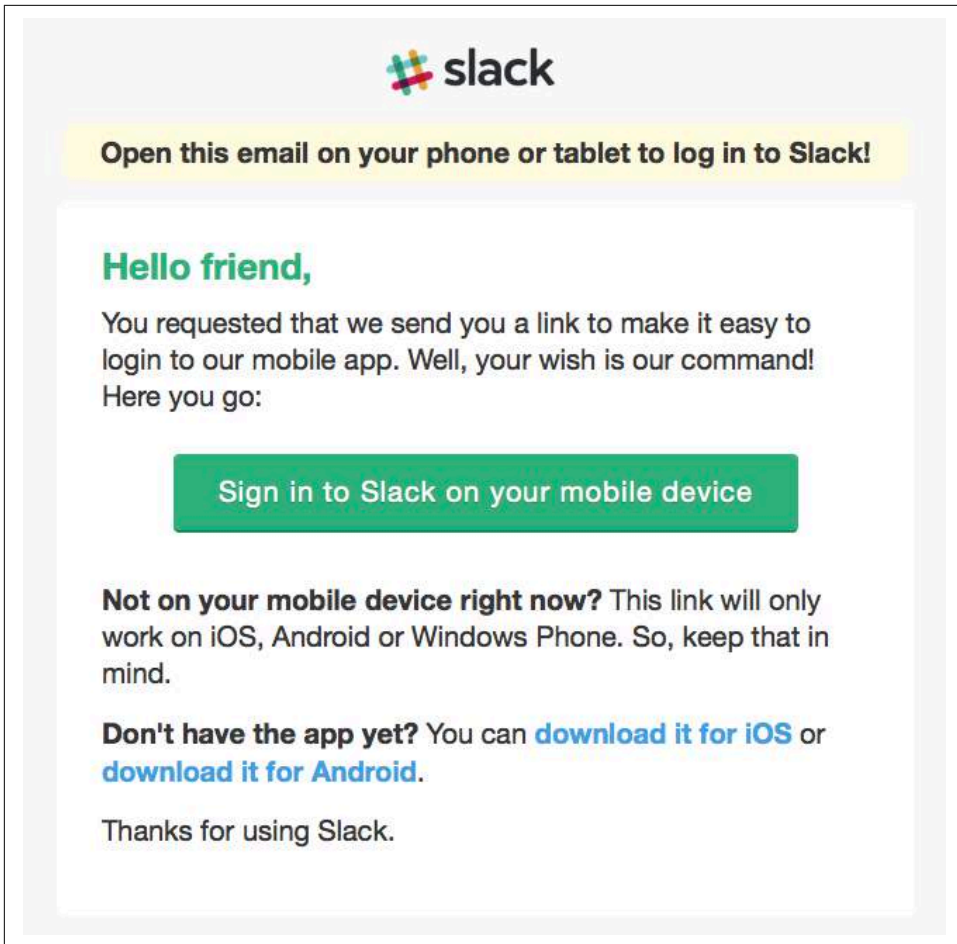 slack
Open this email on your phone or tablet to log in to Slack!
Hello friend,
You requested that we send you a link to make it easy to
login to our mobile app. Well, your wish is our command!
Here you go:
Sign in to Slack on your mobile device
Not on your mobile device right now? This link will only
work on iOS, Android or Windows Phone. So, keep that in
mind.
Don't have the app yet? You can download it for iOS or
download it for Android.
Thanks for using Slack.